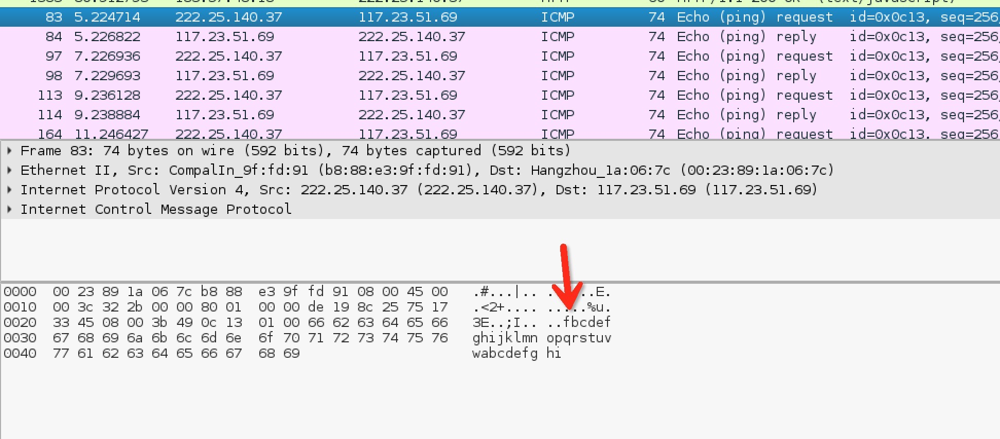 83 5.224714 222.25.140.37 117.23.51.69 ICMP 74 Echo (ping) request id=0x0c13, seq=256,
84 5.226822 117.23.51.69 222.25.140.37 ICMP 74 Echo (ping) reply id=0x0c13, seq=256,
97 7.226936 222.25.140.37 117.23.51.69 ICMP 74 Echo (ping) request id=0x0c13, seq=256,
98 7.229693 117.23.51.69 222.25.140.37 ICMP 74 Echo (ping) reply id=0x0c13, seq=256,
113 9.236128 222.25.140.37 117.23.51.69 ICMP 74 Echo (ping) request id=0x0c13, seq=256,
114 9.238884 117.23.51.69 222.25.140.37 ICMP 74 Echo (ping) reply id=0x0c13, seq=256,
164 11.246427 222.25.140.37 117.23.51.69 ICMP 74 Echo (ping) request id=0x0c13, seq=256
Frame 83: 74 bytes on wire (592 bits), 74 bytes captured (592 bits)
Ethernet II, Src: CompalIn_9f:fd:91 (b8:88:e3:9f:fd:91), Dst: Hangzhou_1a:06:7c (00:23:89:1a:06:7c)
Internet Protocol Version 4, Src: 222.25.140.37 (222.25.140.37), Dst: 117.23.51.69 (117.23.51.69)
Internet Control Message Protocol
0000 00 23 89 1a 06 7c b8 88 e3 9f fd 91 08 00 45 00 .#...|.. . ..E.
0010 00 3c 32 2b 00 00 80 01 00 00 de 19 8c 25 75 17 .<2+.... .....%u.
0020 33 45 08 00 3b 49 0c 13 01 00 66 62 63 64 65 66 3E..;I.. ..fbcdef
0030 67 68 69 6a 6b 6c 6d 6e 6f 70 71 72 73 74 75 76 ghijklmn opqrstuv
0040 77 61 62 63 64 65 66 67 68 69 wabcdefg hi